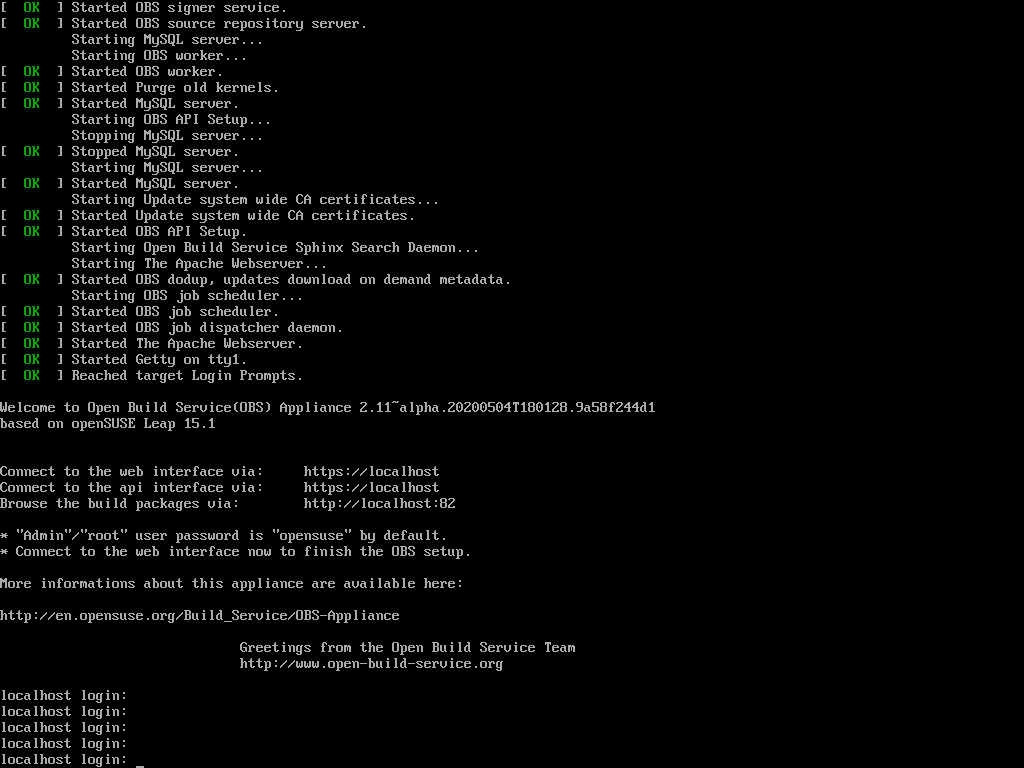 [  OK  ] Started OBS signer service.
[  OK  ] Started OBS source repository server.
         Starting MySQL server...
         Starting OBS worker...
[  OK  ] Started OBS worker.
[  OK  ] Started Purge old kernels.
[  OK  ] Started MySQL server.
         Starting OBS API Setup...
         Stopping MySQL server...
[  OK  ] Stopped MySQL server.
         Starting MySQL server...
[  OK  ] Started MySQL server.
         Starting Update system wide CA certificates...
[  OK  ] Started Update system wide CA certificates.
[  OK  ] Started OBS API Setup.
         Starting Open Build Service Sphinx Search Daemon...
         Starting The Apache Webserver...
[  OK  ] Started OBS dodup, updates download on demand metadata.
         Starting OBS job scheduler...
[  OK  ] Started OBS job scheduler.
[  OK  ] Started OBS job dispatcher daemon.
[  OK  ] Started The Apache Webserver.
[  OK  ] Started Getty on tty1.
[  OK  ] Reached target Login Prompts.
Welcome to Open Build Service(OBS) Appliance 2.11~alpha.20200504T180128.9a58f244d1
based on openSUSE Leap 15.1
Connect to the web interface via:     https://localhost
Connect to the api interface via:     https://localhost
Browse the build packages via:        http://localhost:82
* "Admin"/"root" user password is "opensuse" by default.
* Connect to the web interface now to finish the OBS setup.
More informations about this appliance are available here:
http://en.opensuse.org/Build_Service/OBS-Appliance
                              Greetings from the Open Build Service Team
                              http://www.open-build-service.org
localhost login:
localhost login:
localhost login:
localhost login:
localhost login: _